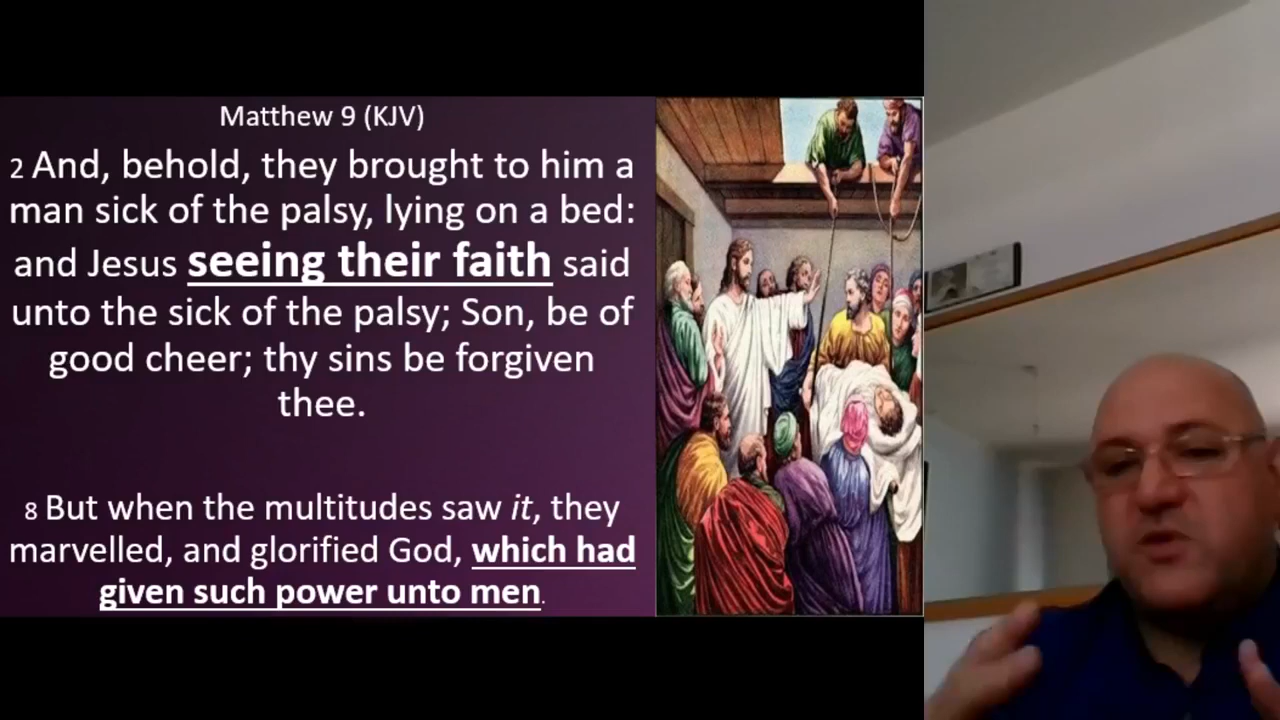 Matthew 9 (KJV)
2 And, behold, they brought to him a
man sick of the palsy, lying on a bed:
and Jesus seeing their faith said
unto the sick of the palsy; Son, be of
good cheer; thy sins be forgiven
thee.
8 But when the multitudes saw it, they
marvelled, and glorified God, which had
given such power unto men.